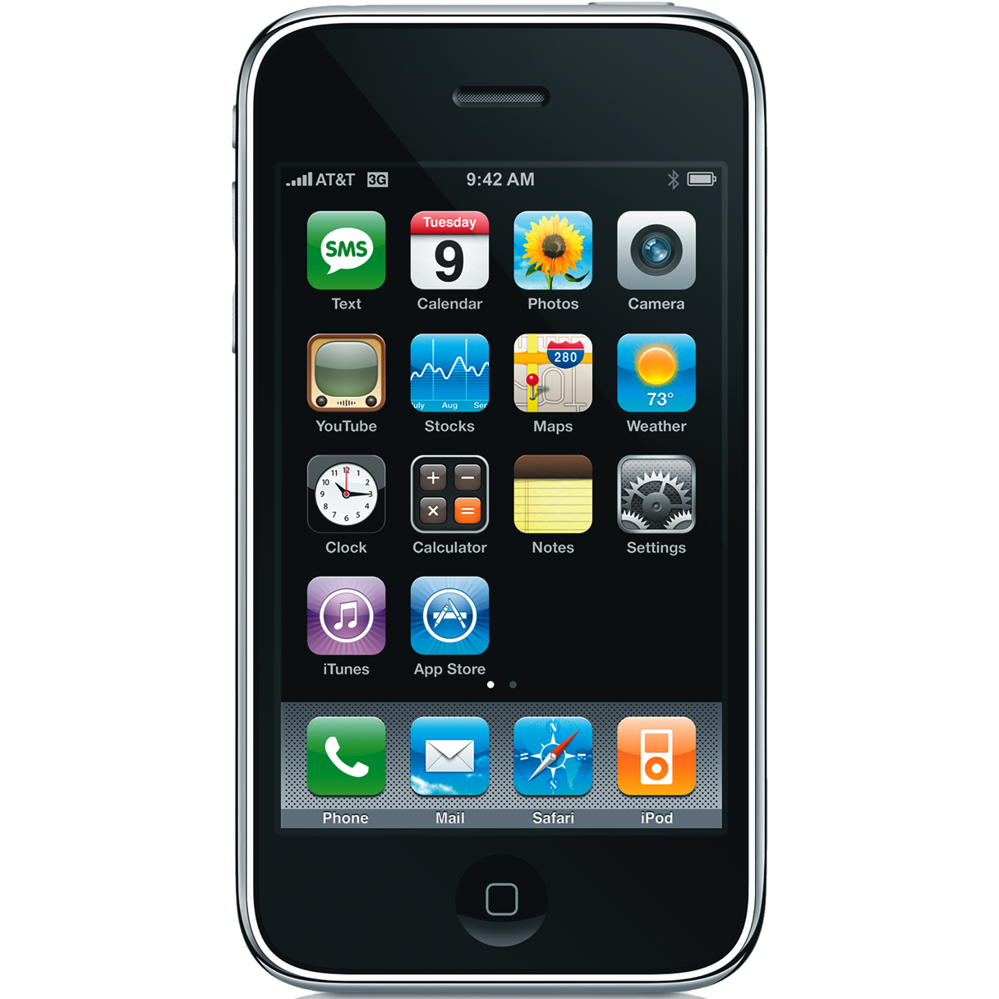 AT&T 3G 9:42 AM
SMS
Tuesday
9
280
73°
Text Calendar Photos Camera
July Aug Sep
YouTube Stocks Maps Weather
12
11 1
10 2
9 3
8 4
7 5
6
+ −
× =
Clock Calculator Notes Settings
iTunes App Store
N
S
Phone Mail Safari iPod